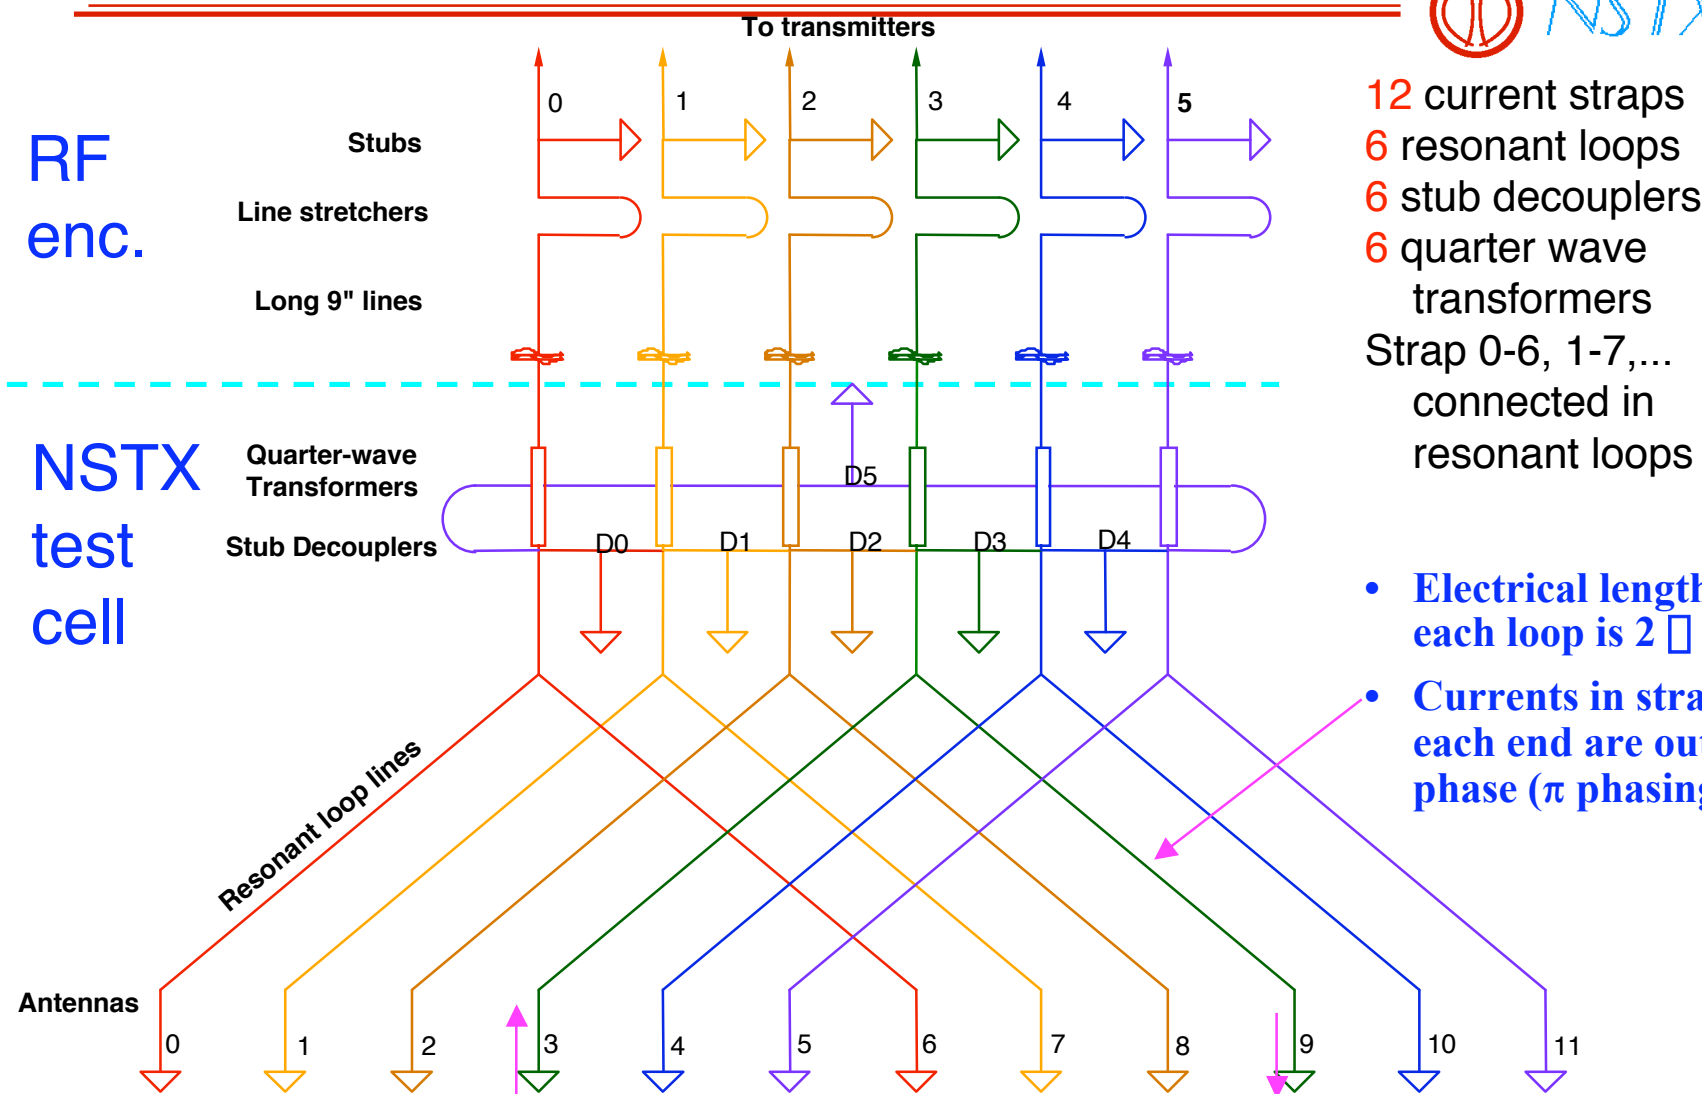 To transmitters
NSTX
0 1 2 3 4 5
Stubs
RF
enc.
Line stretchers
Long 9" lines
12 current straps
6 resonant loops
6 stub decouplers
6 quarter wave
transformers
Strap 0-6, 1-7,...
connected in
resonant loops
NSTX
test
cell
Quarter-wave
Transformers
D5
Stub Decouplers
D0 D1 D2 D3 D4
• Electrical length
each loop is 2
• Currents in stra
each end are out
phase (π phasing
Resonant loop lines
Antennas
0 1 2 3 4 5 6 7 8 9 10 11